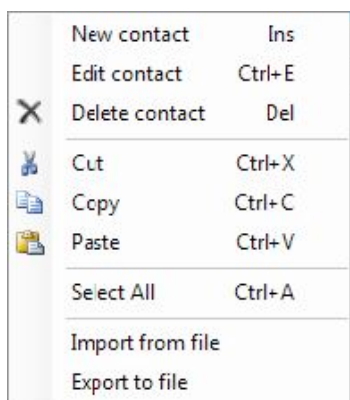 New contact Ins
Edit contact Ctrl+E
Delete contact Del
Cut Ctrl+X
Copy Ctrl+C
Paste Ctrl+V
Select All Ctrl+A
Import from file
Export to file